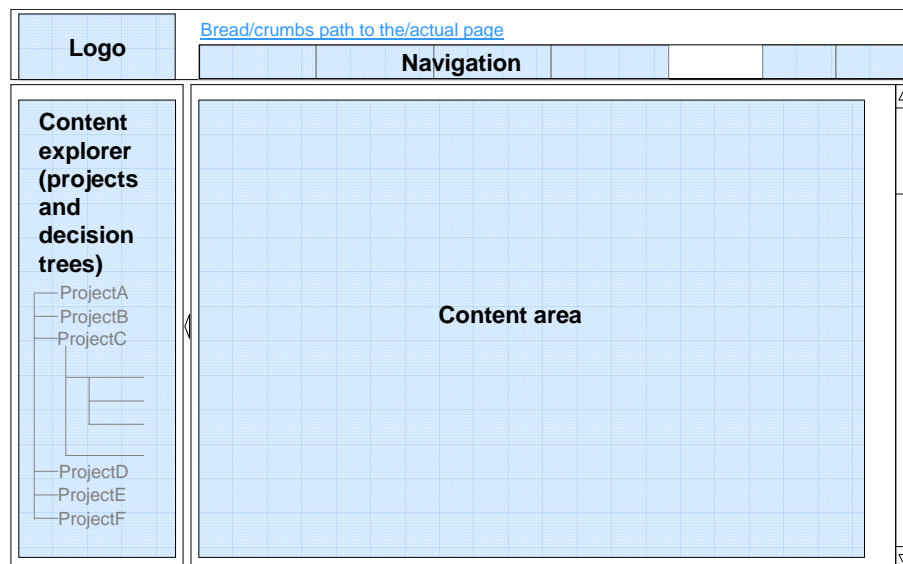 Logo
Bread/crumbs path to the/actual page
Navigation
Content
explorer
(projects
and
decision
trees)
ProjectA
ProjectB
ProjectC
ProjectD
ProjectE
ProjectF
Content area